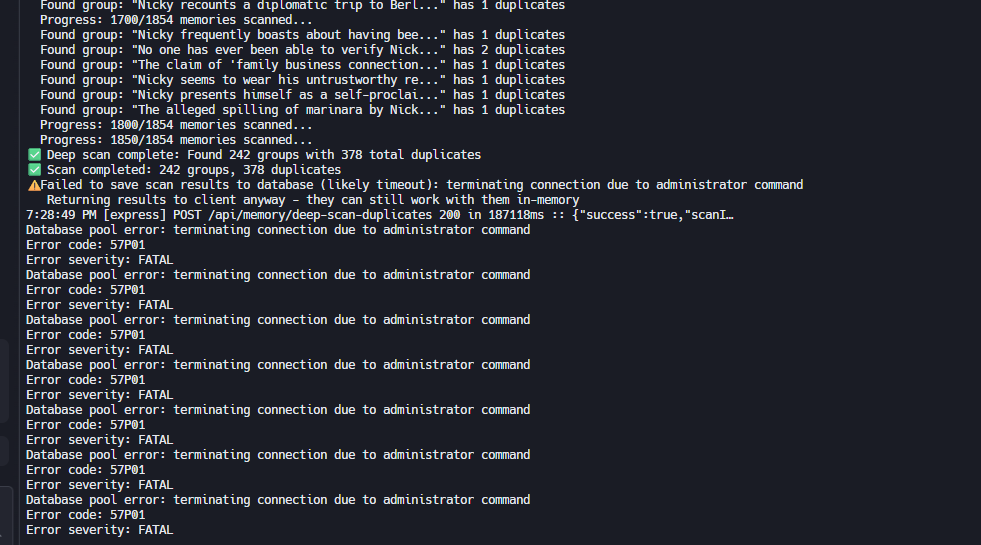 Found group: "Nicky recounts a diplomatic trip to Berl..." has 1 duplicates
Progress: 1700/1854 memories scanned...
Found group: "Nicky frequently boasts about having bee..." has 1 duplicates
Found group: "No one has ever been able to verify Nick..." has 2 duplicates
Found group: "The claim of 'family business connection..." has 1 duplicates
Found group: "Nicky seems to wear his untrustworthy re..." has 1 duplicates
Found group: "Nicky presents himself as a self-proclai..." has 1 duplicates
Found group: "The alleged spilling of marinara by Nick..." has 1 duplicates
Progress: 1800/1854 memories scanned...
Progress: 1850/1854 memories scanned...
✅ Deep scan complete: Found 242 groups with 378 total duplicates
✅ Scan completed: 242 groups, 378 duplicates
⚠️Failed to save scan results to database (likely timeout): terminating connection due to administrator command
Returning results to client anyway - they can still work with them in-memory
7:28:49 PM [express] POST /api/memory/deep-scan-duplicates 200 in 187118ms :: {"success":true,"scanI…
Database pool error: terminating connection due to administrator command
Error code: 57P01
Error severity: FATAL
Database pool error: terminating connection due to administrator command
Error code: 57P01
Error severity: FATAL
Database pool error: terminating connection due to administrator command
Error code: 57P01
Error severity: FATAL
Database pool error: terminating connection due to administrator command
Error code: 57P01
Error severity: FATAL
Database pool error: terminating connection due to administrator command
Error code: 57P01
Error severity: FATAL
Database pool error: terminating connection due to administrator command
Error code: 57P01
Error severity: FATAL
Database pool error: terminating connection due to administrator command
Error code: 57P01
Error severity: FATAL